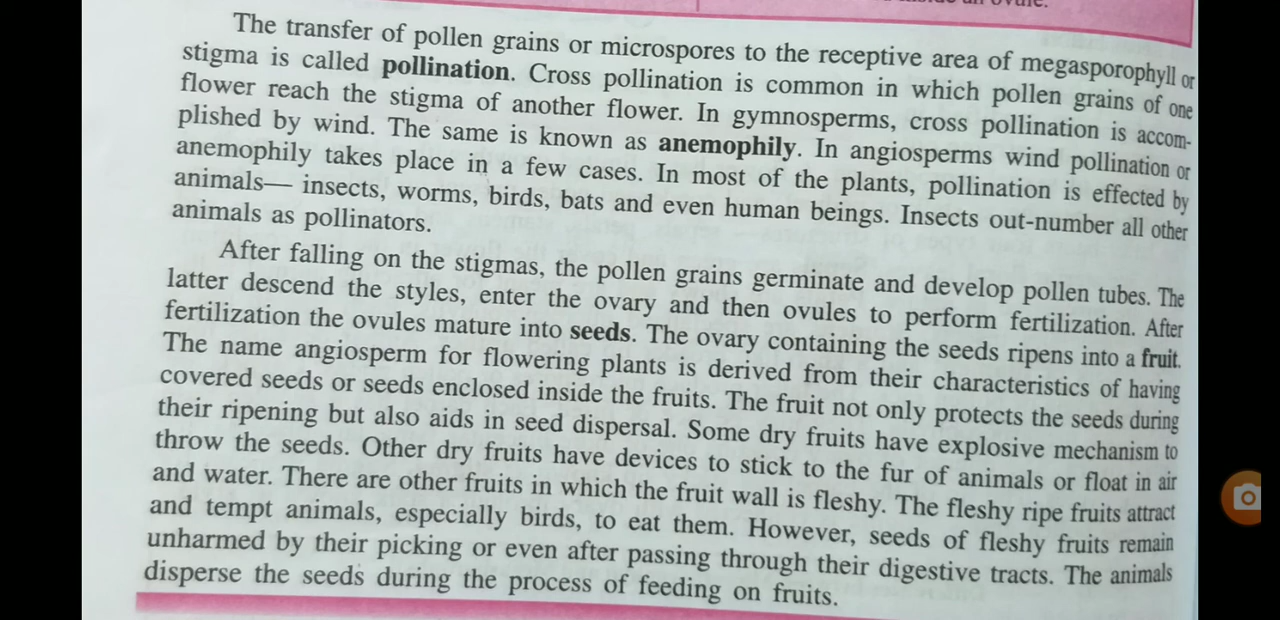 an ovule.
The transfer of pollen grains or microspores to the receptive area of megasporophyll or
stigma is called pollination. Cross pollination is common in which pollen grains of one
flower reach the stigma of another flower. In gymnosperms, cross pollination is accom-
plished by wind. The same is known as anemophily. In angiosperms wind pollination or
anemophily takes place in a few cases. In most of the plants, pollination is effected by
animals— insects, worms, birds, bats and even human beings. Insects out-number all other
animals as pollinators.
After falling on the stigmas, the pollen grains germinate and develop pollen tubes. The
latter descend the styles, enter the ovary and then ovules to perform fertilization. After
fertilization the ovules mature into seeds. The ovary containing the seeds ripens into a fruit.
The name angiosperm for flowering plants is derived from their characteristics of having
covered seeds or seeds enclosed inside the fruits. The fruit not only protects the seeds during
their ripening but also aids in seed dispersal. Some dry fruits have explosive mechanism to
throw the seeds. Other dry fruits have devices to stick to the fur of animals or float in air
and water. There are other fruits in which the fruit wall is fleshy. The fleshy ripe fruits attract
and tempt animals, especially birds, to eat them. However, seeds of fleshy fruits remain
unharmed by their picking or even after passing through their digestive tracts. The animals
disperse the seeds during the process of feeding on fruits.